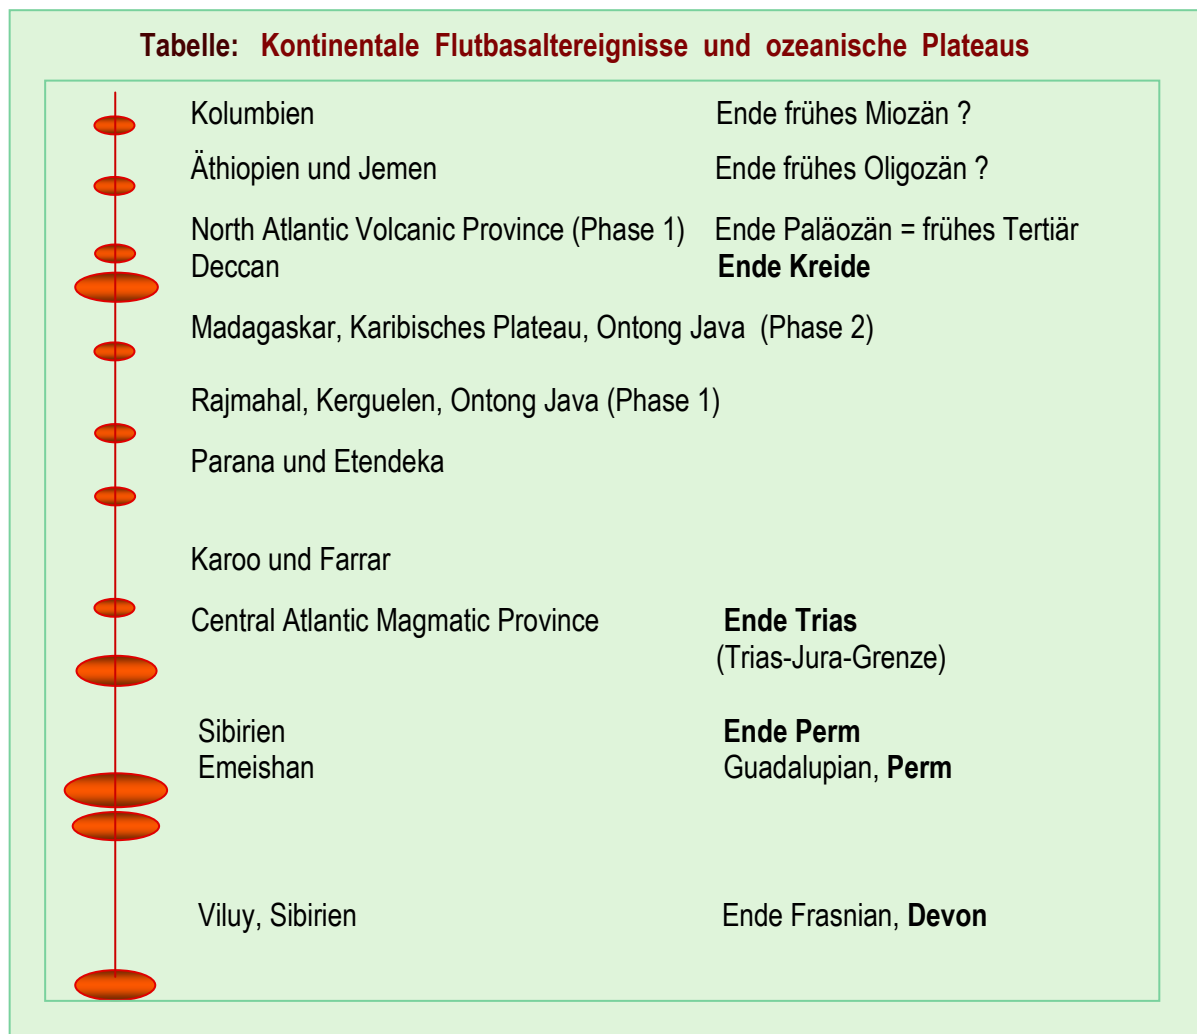 Tabelle: Kontinentale Flutbasaltereignisse und ozeanische Plateaus
Kolumbien Ende frühes Miozän ?
Äthiopien und Jemen Ende frühes Oligozän ?
North Atlantic Volcanic Province (Phase 1) Ende Paläozän = frühes Tertiär
Deccan Ende Kreide
Madagaskar, Karibisches Plateau, Ontong Java (Phase 2)
Rajmahal, Kerguelen, Ontong Java (Phase 1)
Parana und Etendeka
Karoo und Farrar
Central Atlantic Magmatic Province Ende Trias
(Trias-Jura-Grenze)
Sibirien Ende Perm
Emeishan Guadalupian, Perm
Viluy, Sibirien Ende Frasnian, Devon